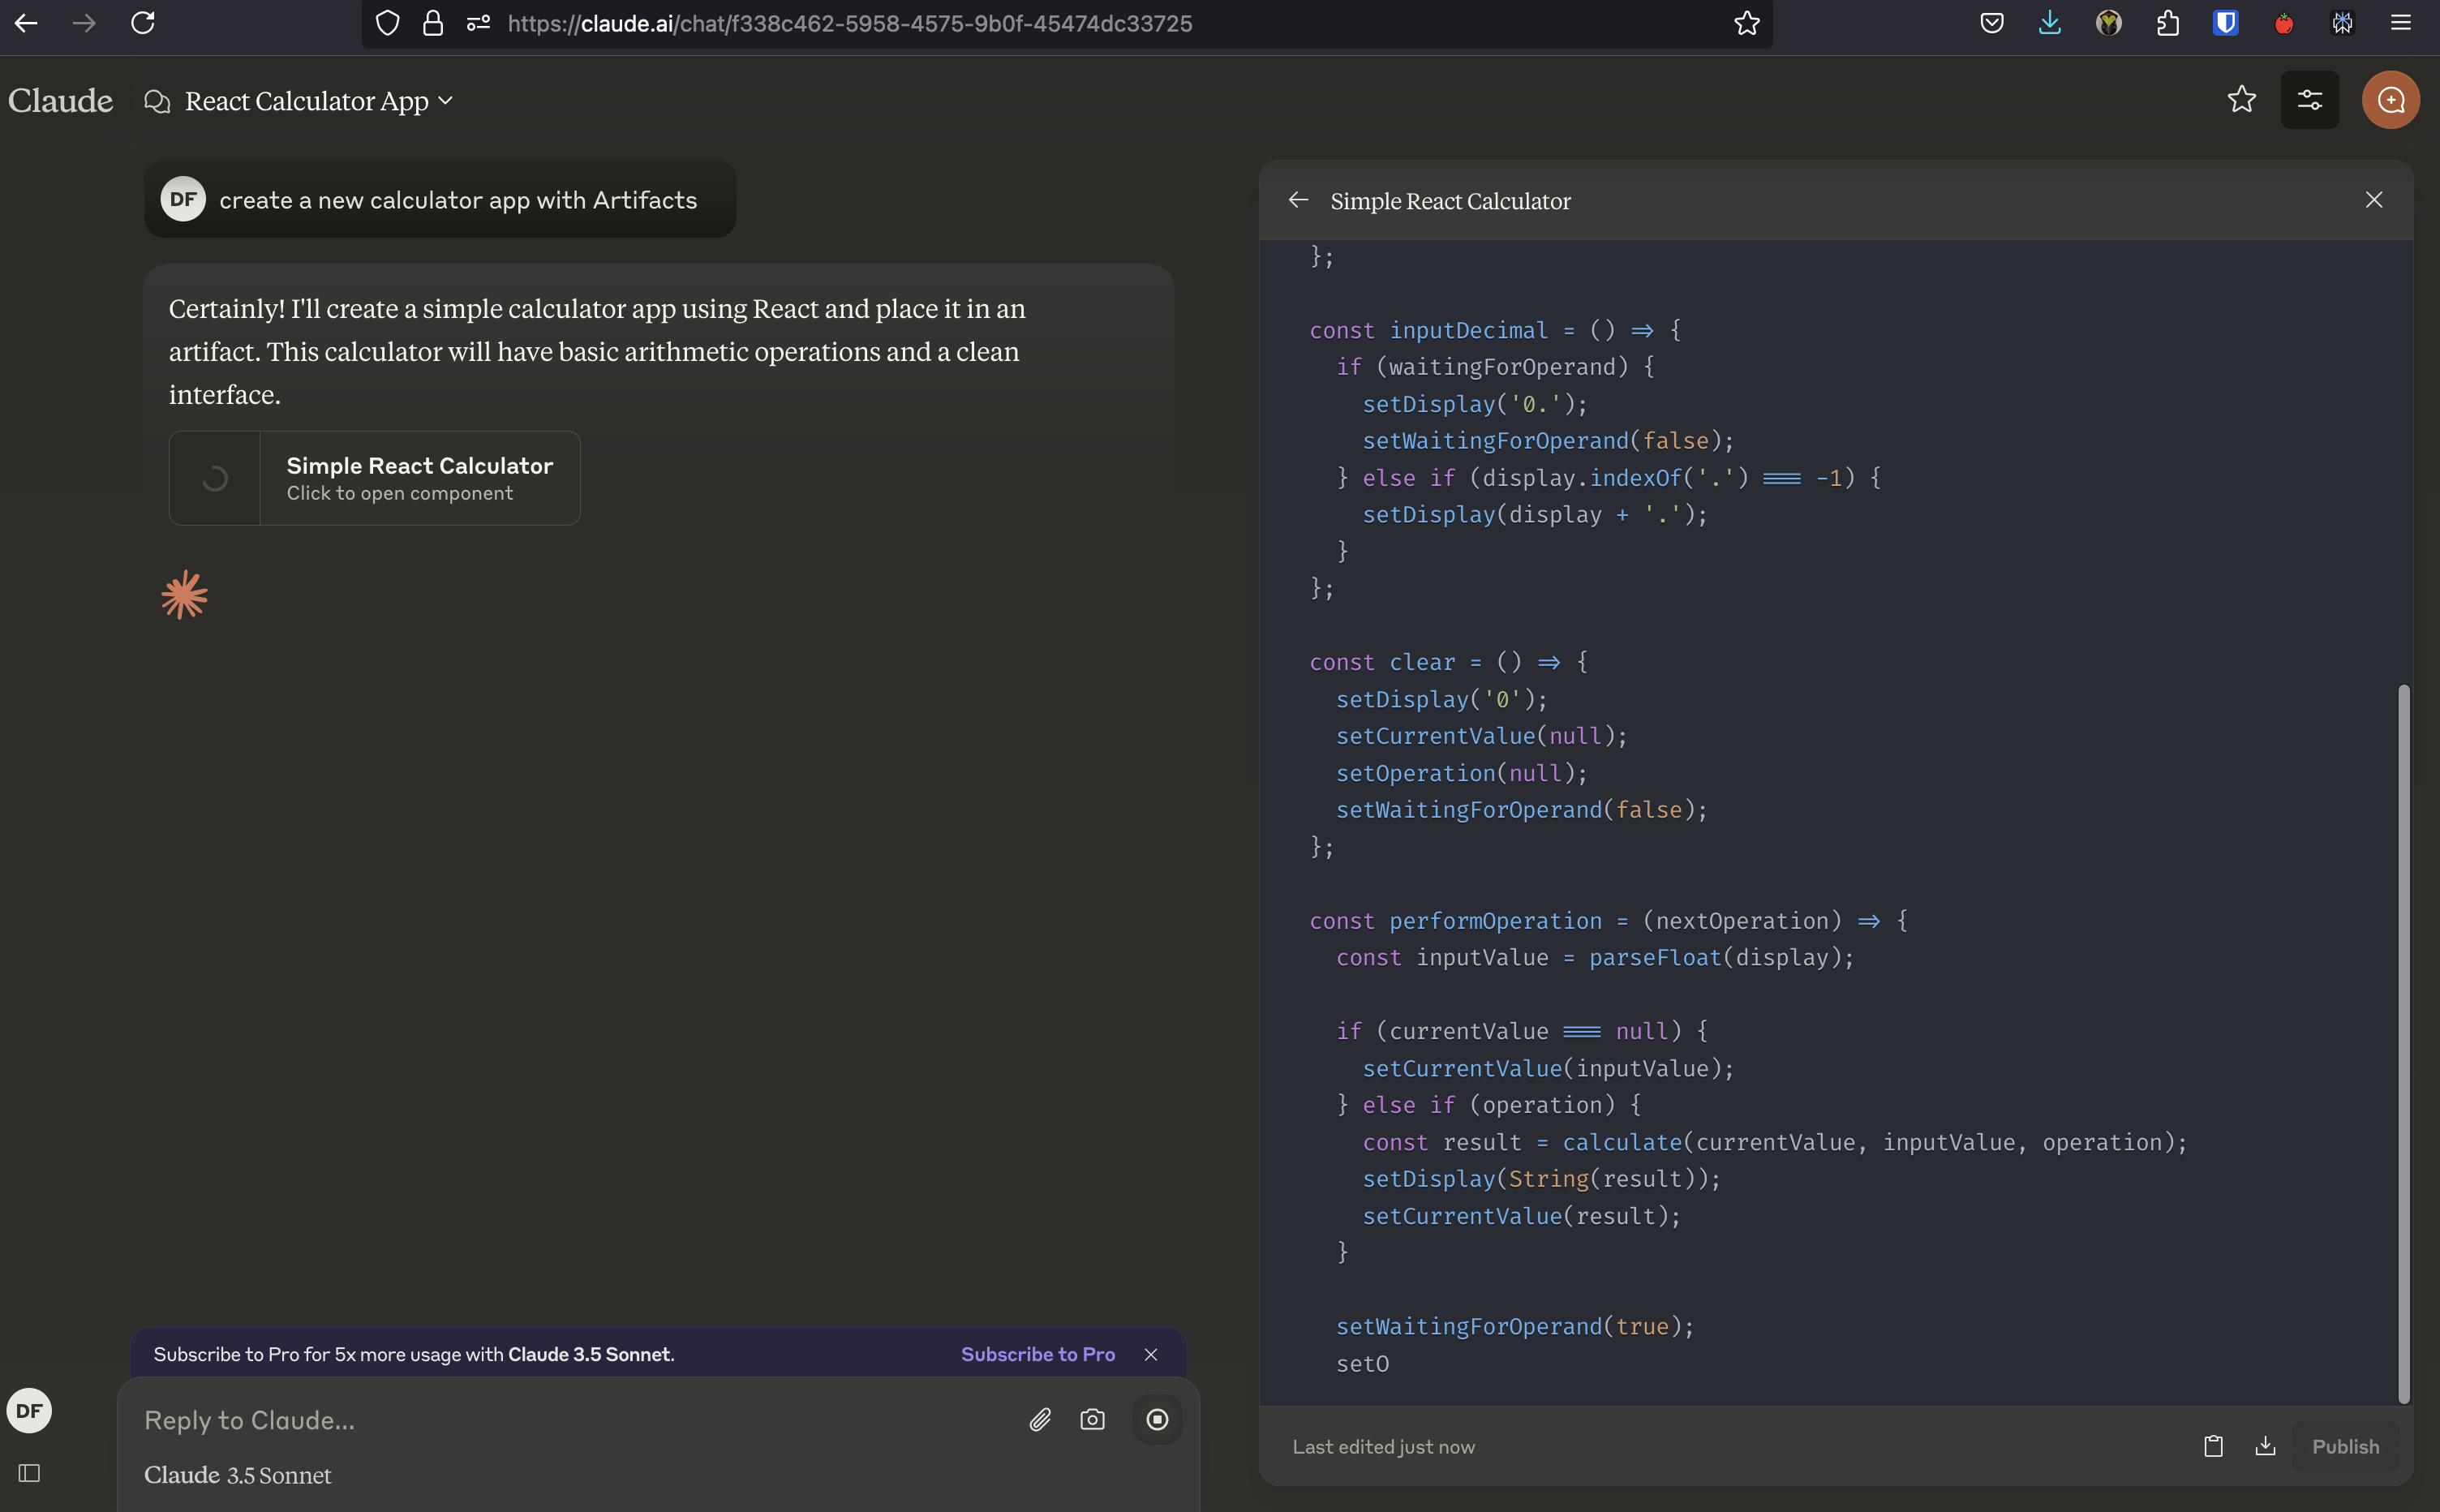 https://claude.ai/chat/f338c462-5958-4575-9b0f-45474dc33725
Claude
React Calculator App
DF
create a new calculator app with Artifacts
Certainly! I'll create a simple calculator app using React and place it in an
artifact. This calculator will have basic arithmetic operations and a clean
interface.
Simple React Calculator
Click to open component
Subscribe to Pro for 5x more usage with Claude 3.5 Sonnet.
Subscribe to Pro
DF
Reply to Claude...
Claude 3.5 Sonnet
Simple React Calculator
};
const inputDecimal = () => {
if (waitingForOperand) {
setDisplay('0.');
setWaitingForOperand(false);
} else if (display.indexOf('.') === -1) {
setDisplay(display + '.');
}
};
const clear = () => {
setDisplay('0');
setCurrentValue(null);
setOperation(null);
setWaitingForOperand(false);
};
const performOperation = (nextOperation) => {
const inputValue = parseFloat(display);
if (currentValue === null) {
setCurrentValue(inputValue);
} else if (operation) {
const result = calculate(currentValue, inputValue, operation);
setDisplay(String(result));
setCurrentValue(result);
}
setWaitingForOperand(true);
setO
Last edited just now
Publish